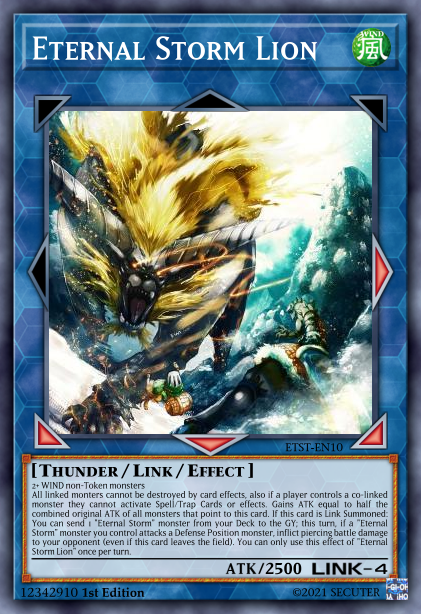 Eternal Storm Lion
WIND
風
ETST-EN10
[Thunder/Link/Effect]
2+ WIND non-Token monsters
All linked monters cannot be destroyed by card effects, also if a player controls a co-linked
monster they cannot activate Spell/Trap Cards or effects. Gains ATK equal to half the
combined original ATK of all monsters that point to this card. If this card is Link Summoned:
You can send 1 "Eternal Storm" monster from your Deck to the GY; this turn, if a "Eternal
Storm" monster you control attacks a Defense Position monster, inflict piercing battle damage
to your opponent (even if this card leaves the field). You can only use this effect of "Eternal
Storm Lion" once per turn.
ATK/2500 LINK-4
12342910 1st Edition
©2021 SECUTER